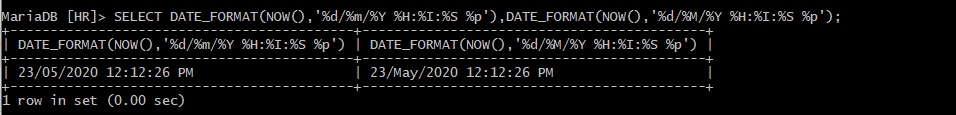 MariaDB [HR]> SELECT DATE_FORMAT(NOW(),'%d/%m/%Y %H:%I:%S %p'),DATE_FORMAT(NOW(),'%d/%M/%Y %H:%I:%S %p');
+-------------------------------------------+-------------------------------------------+
| DATE_FORMAT(NOW(),'%d/%m/%Y %H:%I:%S %p') | DATE_FORMAT(NOW(),'%d/%M/%Y %H:%I:%S %p') |
+-------------------------------------------+-------------------------------------------+
| 23/05/2020 12:12:26 PM                    | 23/May/2020 12:12:26 PM                   |
+-------------------------------------------+-------------------------------------------+
1 row in set (0.00 sec)